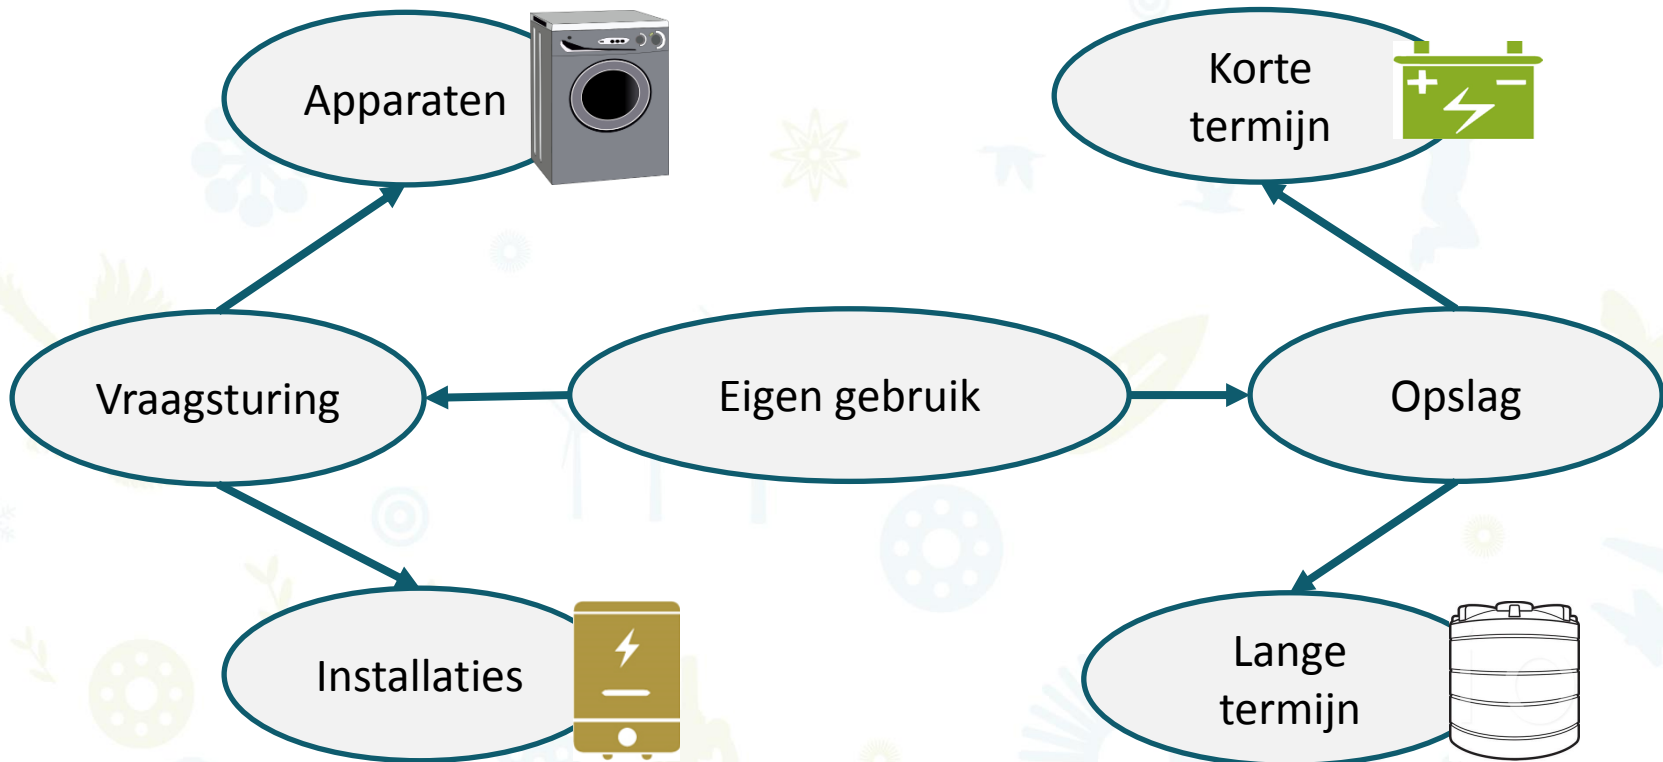 Apparaten
Korte
termijn
Vraagsturing
Eigen gebruik
Opslag
Installaties
Lange
termijn